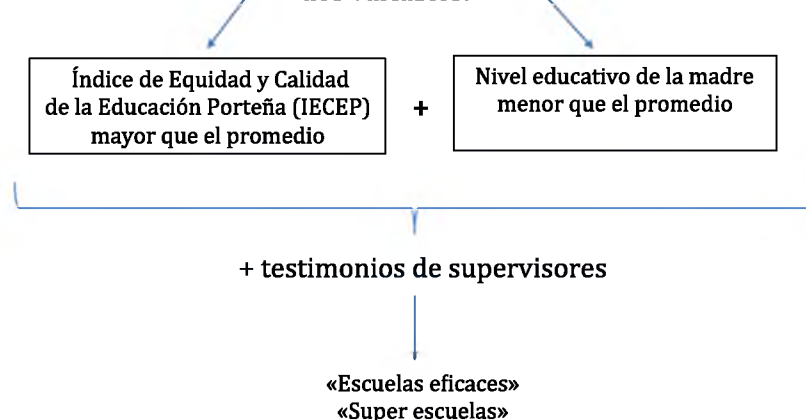 Índice de Equidad y Calidad
de la Educación Porteña (IECEP)
mayor que el promedio
+
Nivel educativo de la madre
menor que el promedio
+ testimonios de supervisores
«Escuelas eficaces»
«Super escuelas»